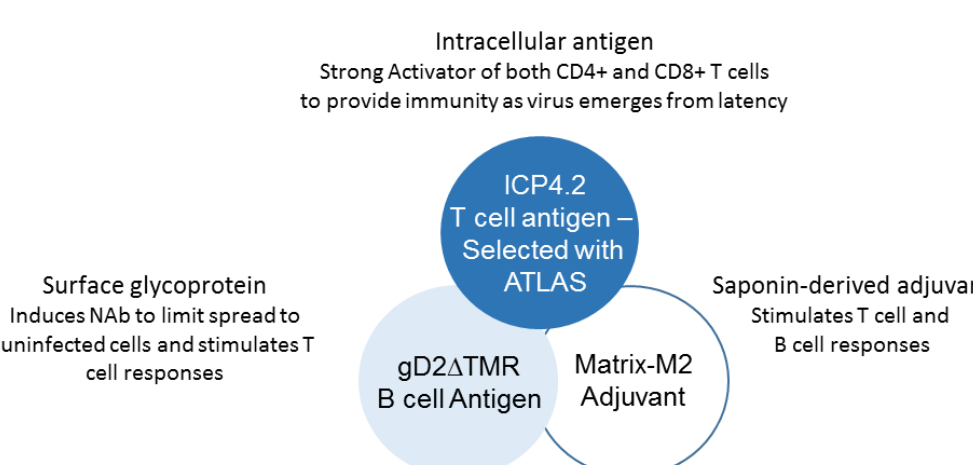 Intracellular antigen
Strong Activator of both CD4+ and CD8+ T cells
to provide immunity as virus emerges from latency
ICP4.2
T cell antigen –
Selected with
ATLAS
Surface glycoprotein
Induces NAb to limit spread to
uninfected cells and stimulates T
cell responses
gD2ΔTMR
B cell Antigen
Matrix-M2
Adjuvant
Saponin-derived adjuvan
Stimulates T cell and
B cell responses